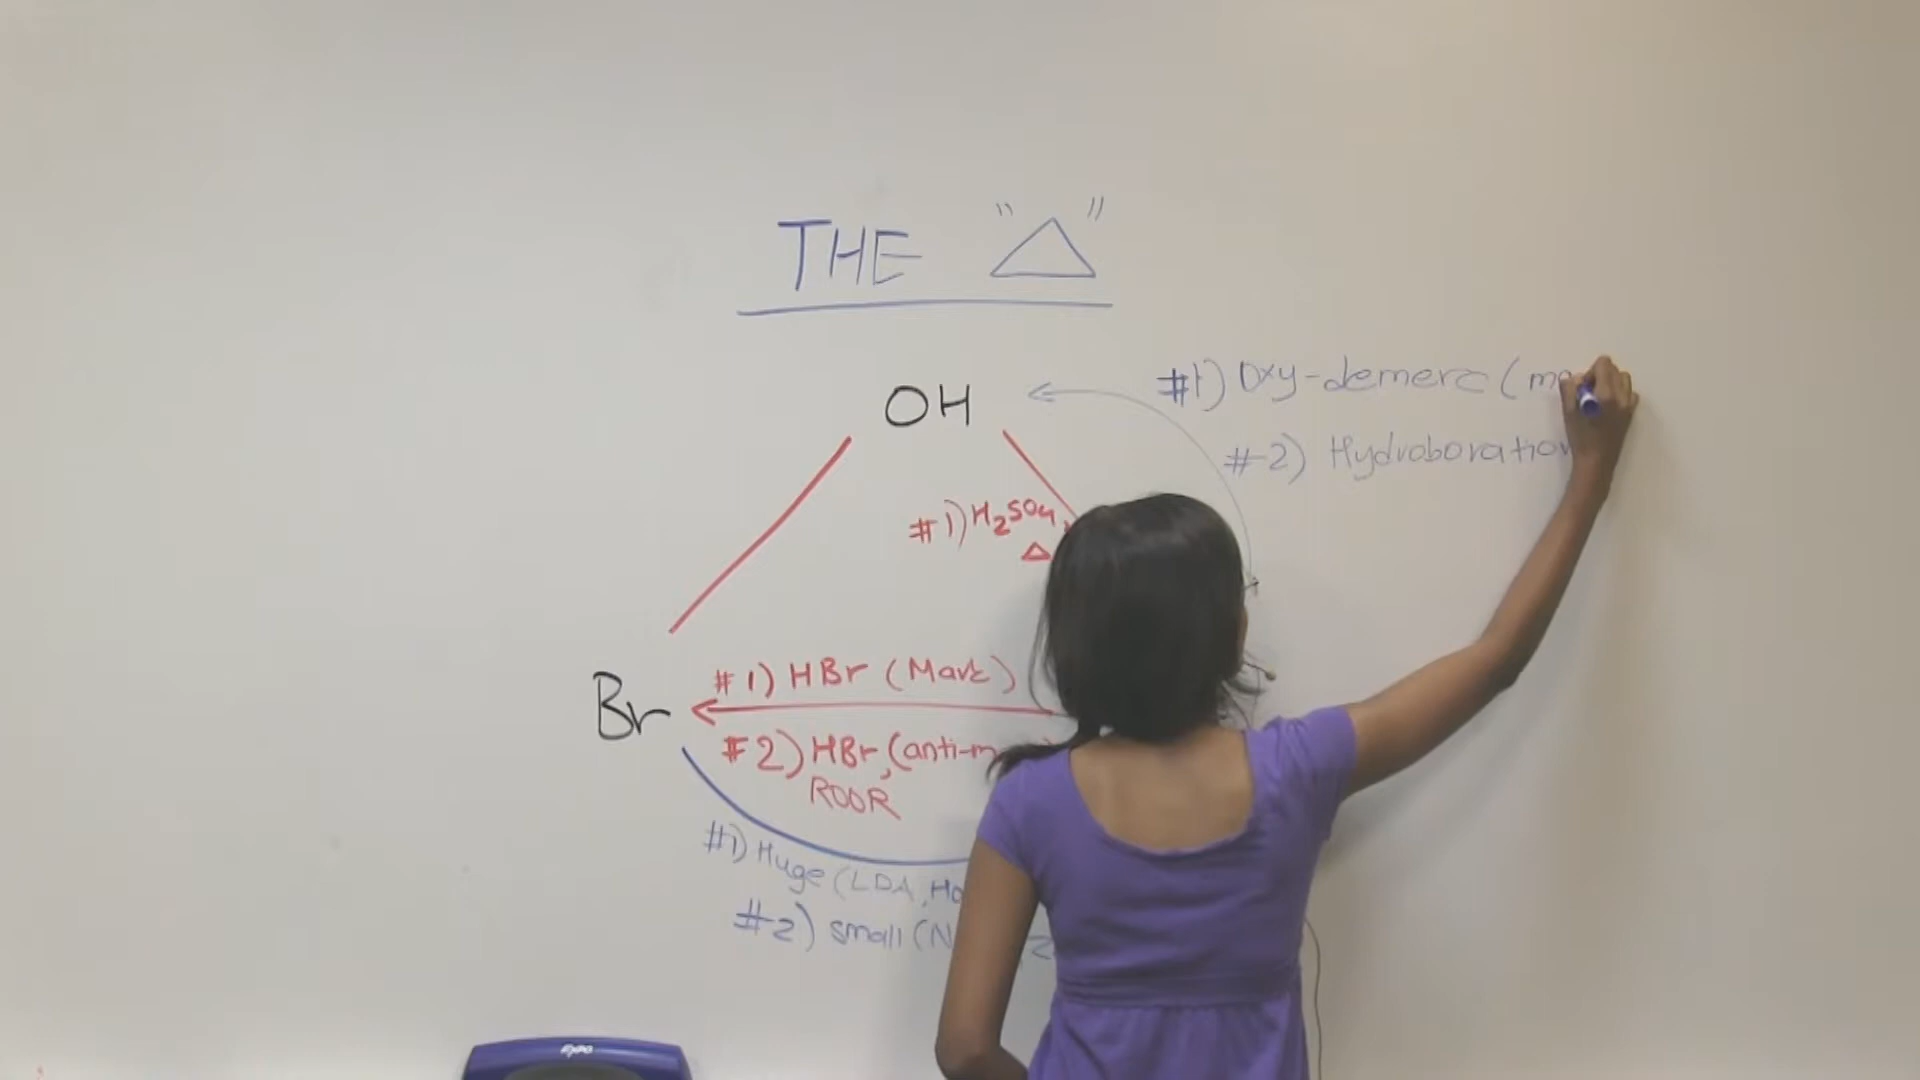 THE "△"
OH
#1) Oxy-demerc (m
#2) Hydroboration
#1) H2SO4,
△
#1) HBr (Mark)
Br
#2) HBr, (anti-m
ROOR
#1) Huge (LDA, Ho
#2) small (N
expo